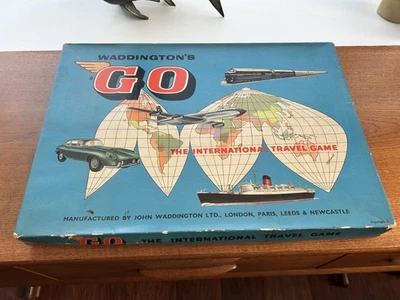 WADDINGTON'S
GO
THE INTERNATIONAL TRAVEL GAME
MANUFACTURED BY JOHN WADDINGTON LTD., LONDON, PARIS, LEEDS & NEWCASTLE
GO THE INTERNATIONAL TRAVEL GAME